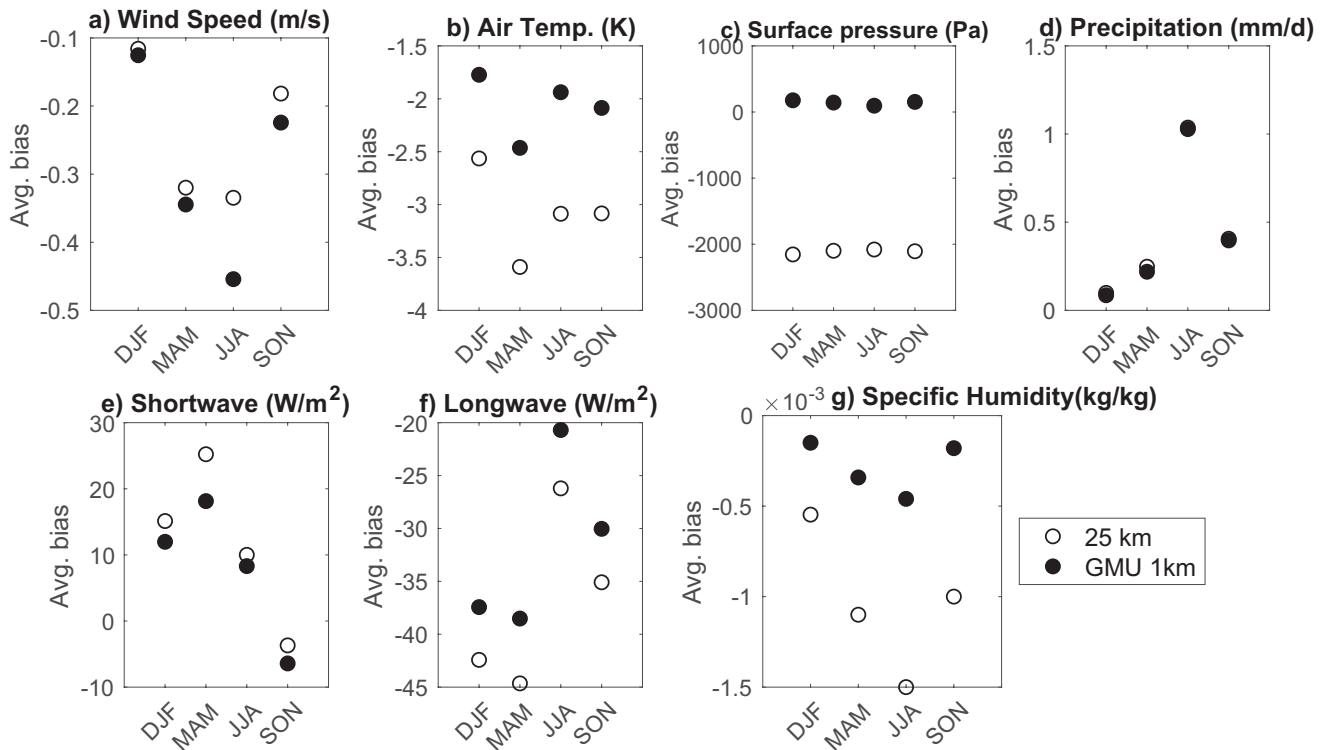 a) Wind Speed (m/s)
-0.1
-0.2
-0.3
-0.4
-0.5
Avg. bias
DJF
MAM
JJA
SON
b) Air Temp. (K)
-1.5
-2
-2.5
-3
-3.5
-4
Avg. bias
DJF
MAM
JJA
SON
c) Surface pressure (Pa)
1000
0
-1000
-2000
-3000
Avg. bias
DJF
MAM
JJA
SON
d) Precipitation (mm/d)
1.5
1
0.5
0
Avg. bias
DJF
MAM
JJA
SON
e) Shortwave (W/m²)
30
20
10
0
-10
Avg. bias
DJF
MAM
JJA
SON
f) Longwave (W/m²)
-20
-25
-30
-35
-40
-45
Avg. bias
DJF
MAM
JJA
SON
× 10⁻³ g) Specific Humidity(kg/kg)
0
-0.5
-1
-1.5
Avg. bias
DJF
MAM
JJA
SON
25 km
GMU 1km